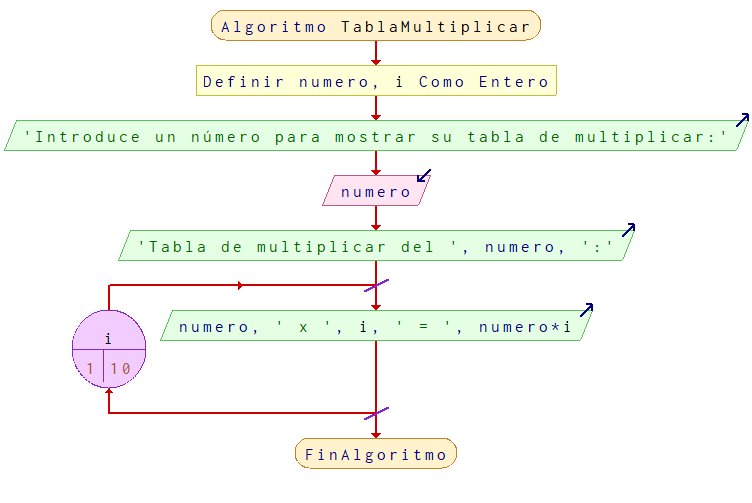 Algoritmo TablaMultiplicar
Definir numero, i Como Entero
'Introduce un número para mostrar su tabla de multiplicar:'
numero
'Tabla de multiplicar del ', numero, ':'
numero, ' x ', i, ' = ', numero*i
i
1 10
FinAlgoritmo